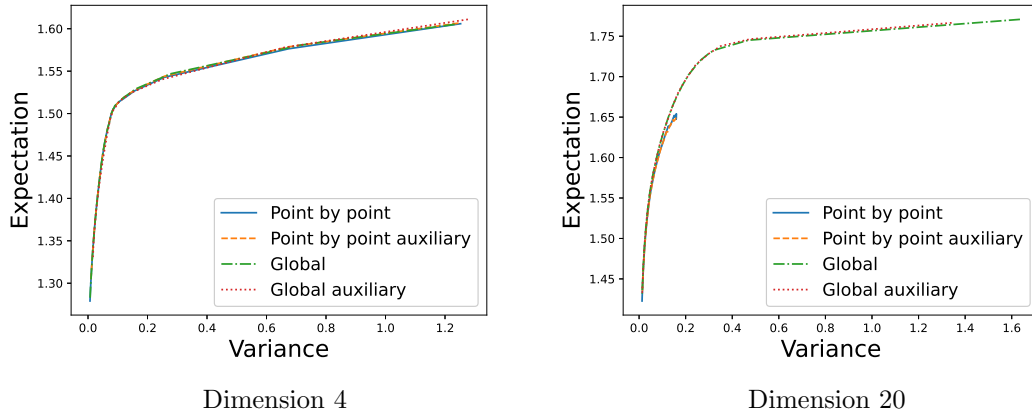 1.60
1.55
1.50
1.45
1.40
1.35
1.30
Expectation
0.0 0.2 0.4 0.6 0.8 1.0 1.2
Variance
Point by point
Point by point auxiliary
Global
Global auxiliary
Dimension 4
1.75
1.70
1.65
1.60
1.55
1.50
1.45
Expectation
0.0 0.2 0.4 0.6 0.8 1.0 1.2 1.4 1.6
Variance
Point by point
Point by point auxiliary
Global
Global auxiliary
Dimension 20